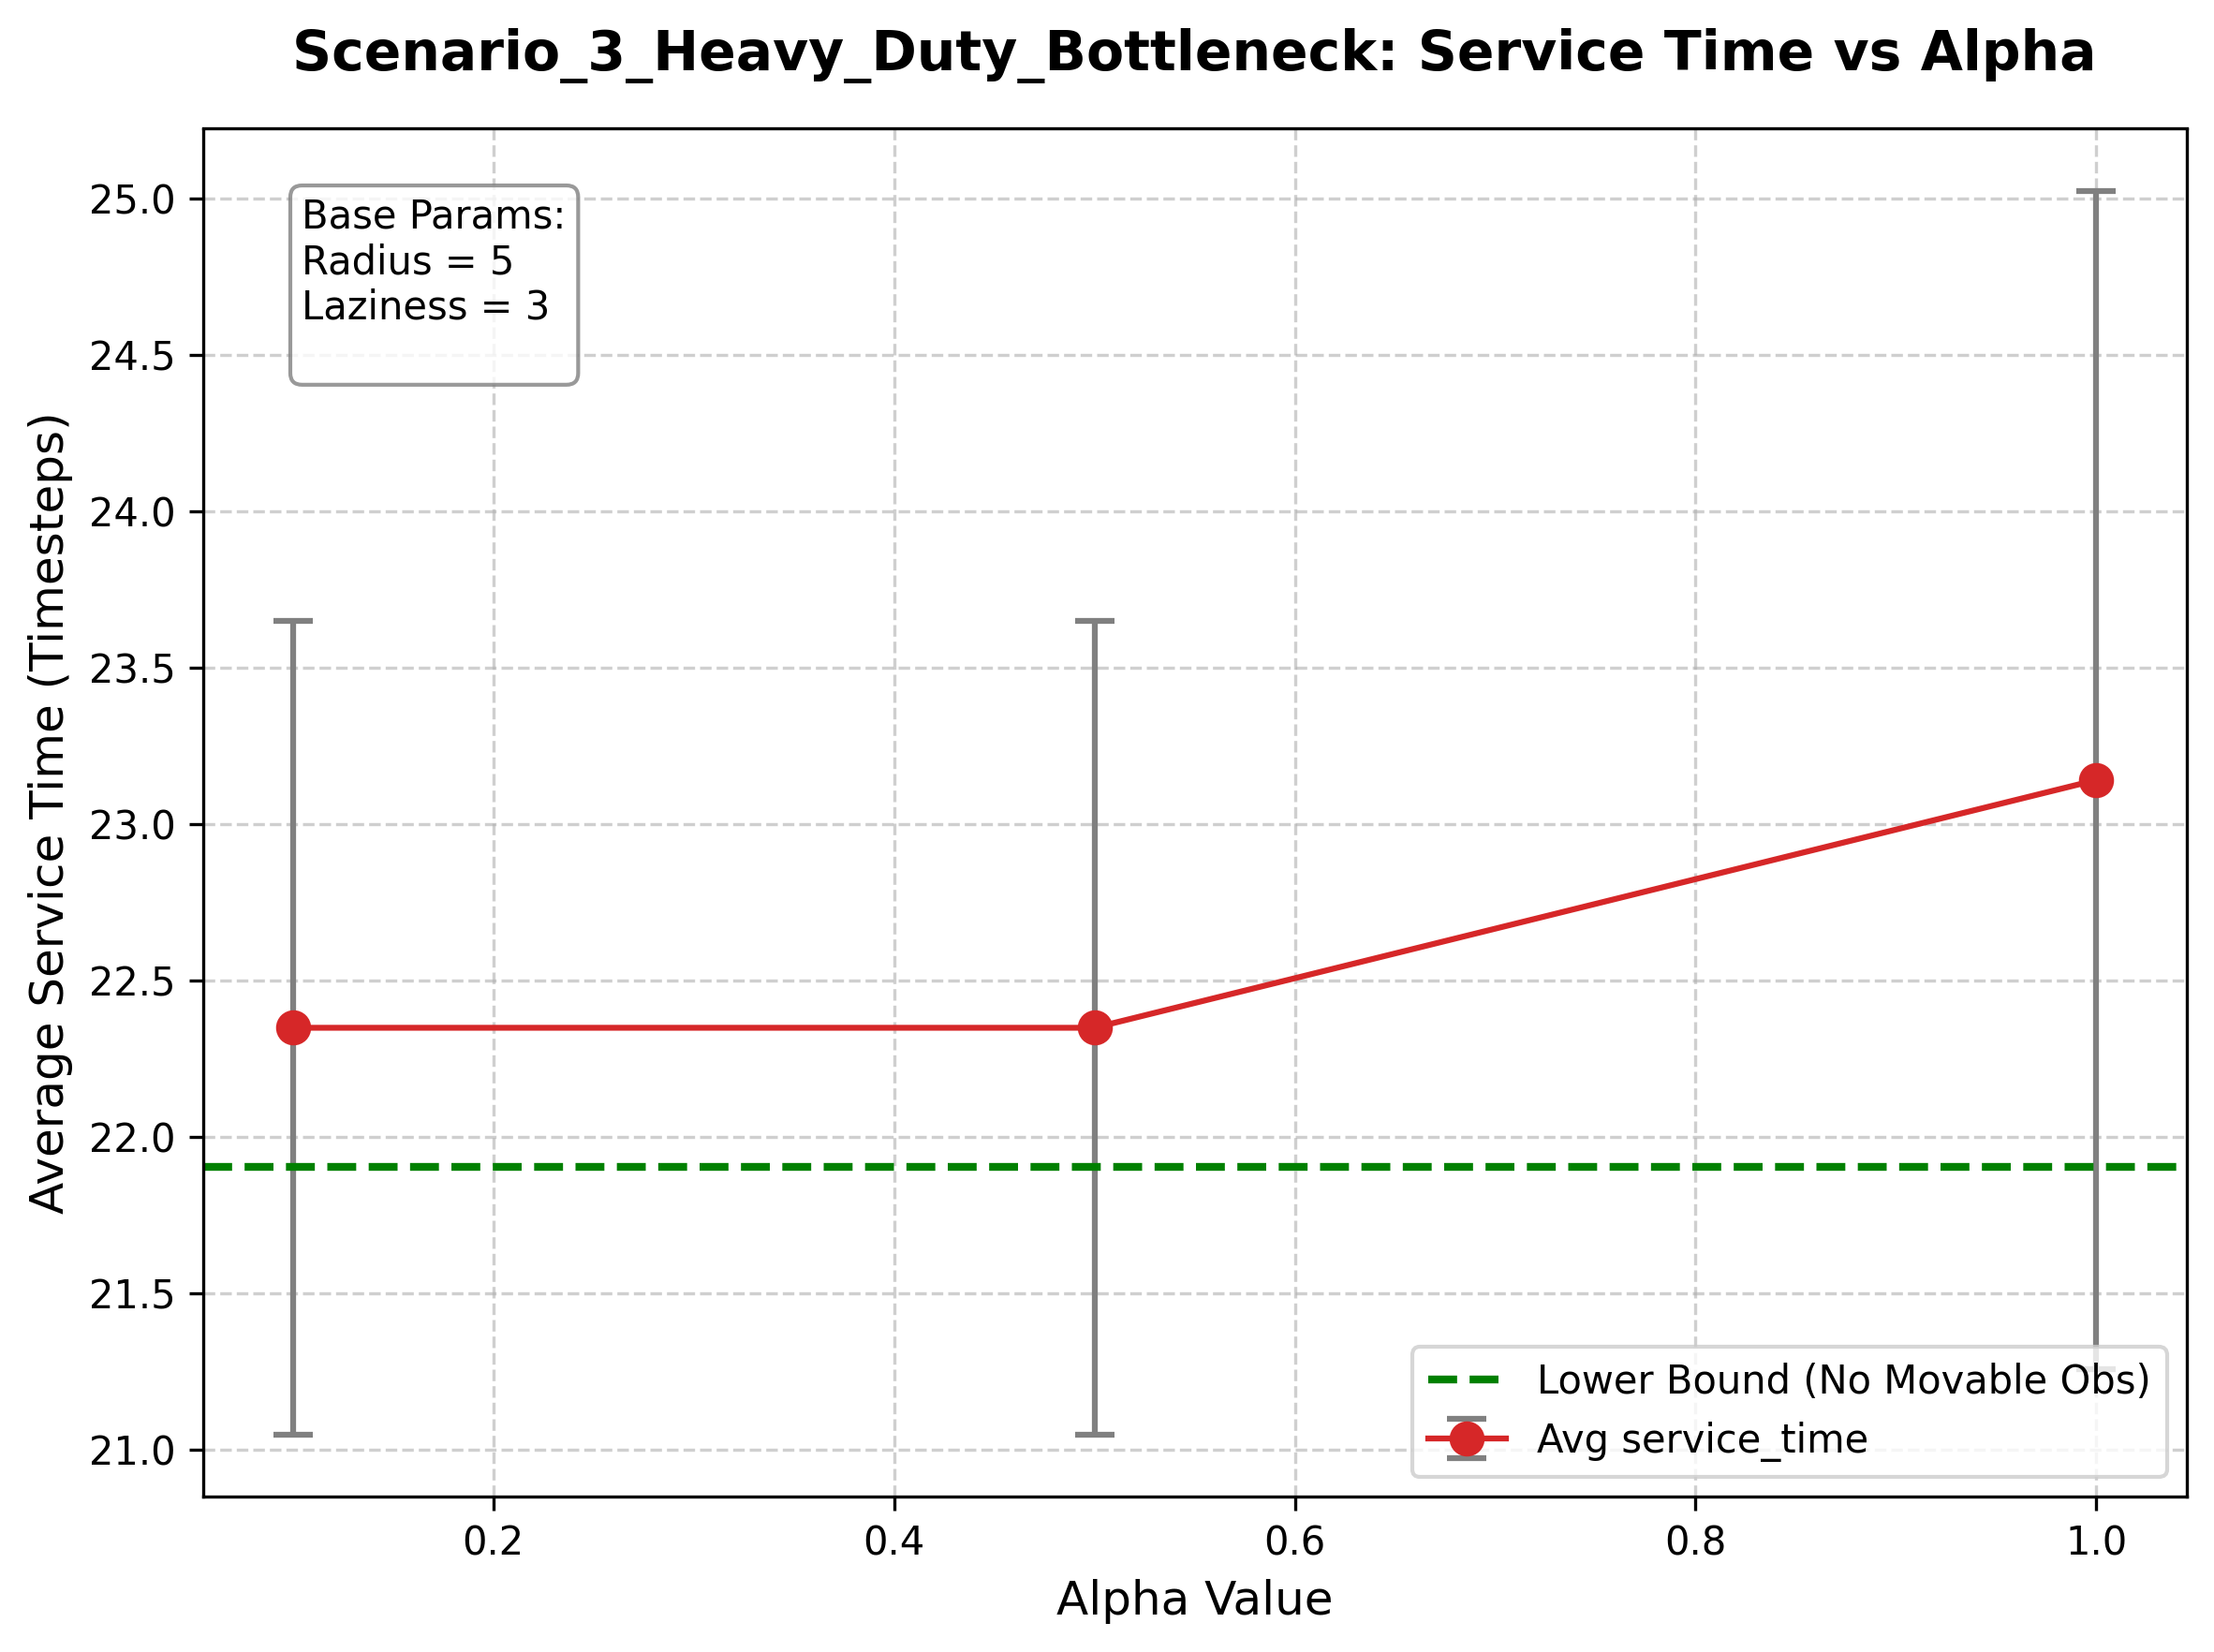 Scenario_3_Heavy_Duty_Bottleneck: Service Time vs Alpha
Average Service Time (Timesteps)
25.0
24.5
24.0
23.5
23.0
22.5
22.0
21.5
21.0
Base Params:
Radius = 5
Laziness = 3
Lower Bound (No Movable Obs)
Avg service_time
0.2
0.4
0.6
0.8
1.0
Alpha Value